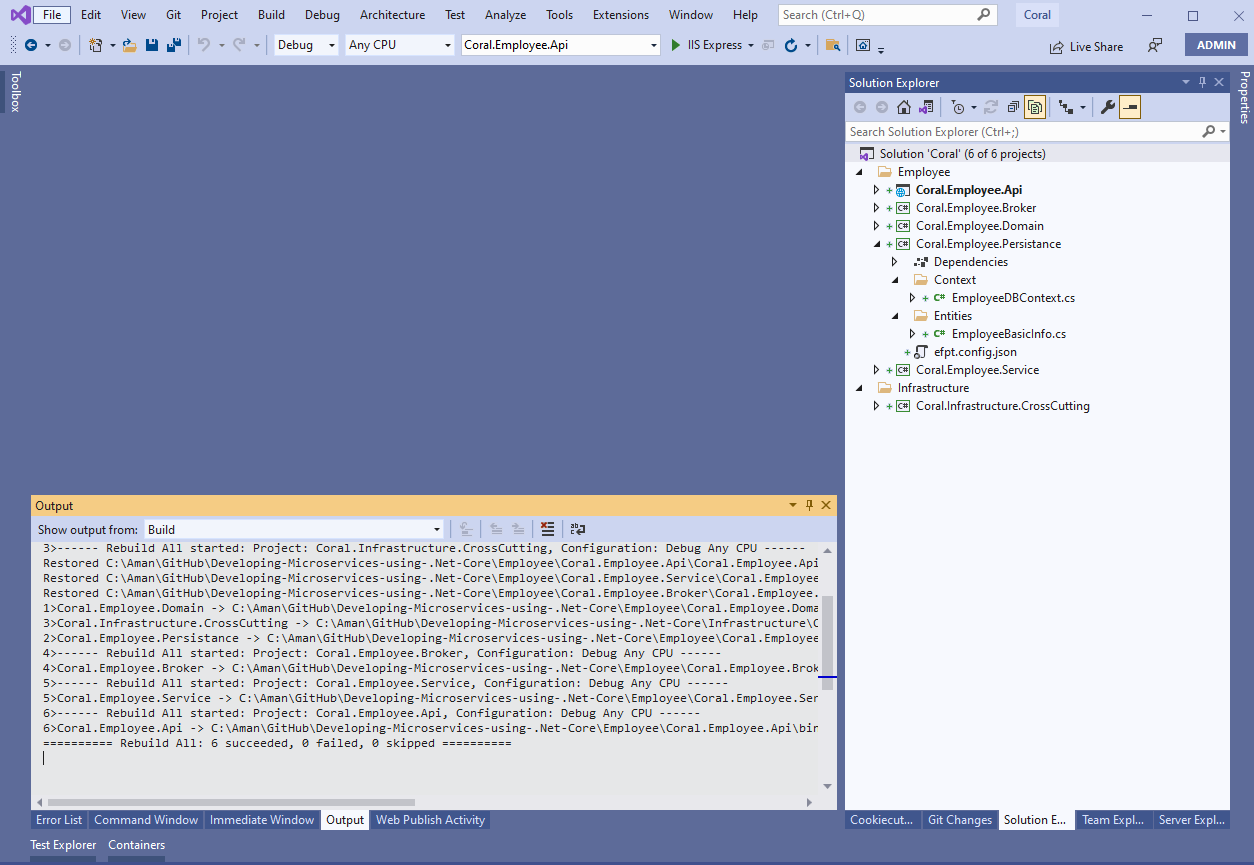 File Edit View Git Project Build Debug Architecture Test Analyze Tools Extensions Window Help Search (Ctrl+Q) Coral
Debug Any CPU Coral.Employee.Api IIS Express Live Share ADMIN
Toolbox
Solution Explorer
Properties
Search Solution Explorer (Ctrl+;)
Solution 'Coral' (6 of 6 projects)
Employee
Coral.Employee.Api
C# Coral.Employee.Broker
C# Coral.Employee.Domain
C# Coral.Employee.Persistance
Dependencies
Context
C# EmployeeDBContext.cs
Entities
C# EmployeeBasicInfo.cs
efpt.config.json
C# Coral.Employee.Service
Infrastructure
C# Coral.Infrastructure.CrossCutting
Output
Show output from: Build
3>------ Rebuild All started: Project: Coral.Infrastructure.CrossCutting, Configuration: Debug Any CPU ------
Restored C:\Aman\GitHub\Developing-Microservices-using-.Net-Core\Employee\Coral.Employee.Api\Coral.Employee.Api
Restored C:\Aman\GitHub\Developing-Microservices-using-.Net-Core\Employee\Coral.Employee.Service\Coral.Employee
Restored C:\Aman\GitHub\Developing-Microservices-using-.Net-Core\Employee\Coral.Employee.Broker\Coral.Employee.
1>Coral.Employee.Domain -> C:\Aman\GitHub\Developing-Microservices-using-.Net-Core\Employee\Coral.Employee.Doma
3>Coral.Infrastructure.CrossCutting -> C:\Aman\GitHub\Developing-Microservices-using-.Net-Core\Infrastructure\C
2>Coral.Employee.Persistance -> C:\Aman\GitHub\Developing-Microservices-using-.Net-Core\Employee\Coral.Employee
4>------ Rebuild All started: Project: Coral.Employee.Broker, Configuration: Debug Any CPU ------
4>Coral.Employee.Broker -> C:\Aman\GitHub\Developing-Microservices-using-.Net-Core\Employee\Coral.Employee.Brok
5>------ Rebuild All started: Project: Coral.Employee.Service, Configuration: Debug Any CPU ------
5>Coral.Employee.Service -> C:\Aman\GitHub\Developing-Microservices-using-.Net-Core\Employee\Coral.Employee.Ser
6>------ Rebuild All started: Project: Coral.Employee.Api, Configuration: Debug Any CPU ------
6>Coral.Employee.Api -> C:\Aman\GitHub\Developing-Microservices-using-.Net-Core\Employee\Coral.Employee.Api\bin
========== Rebuild All: 6 succeeded, 0 failed, 0 skipped ==========
Error List Command Window Immediate Window Output Web Publish Activity
Cookiecut... Git Changes Solution E... Team Expl... Server Expl...
Test Explorer Containers